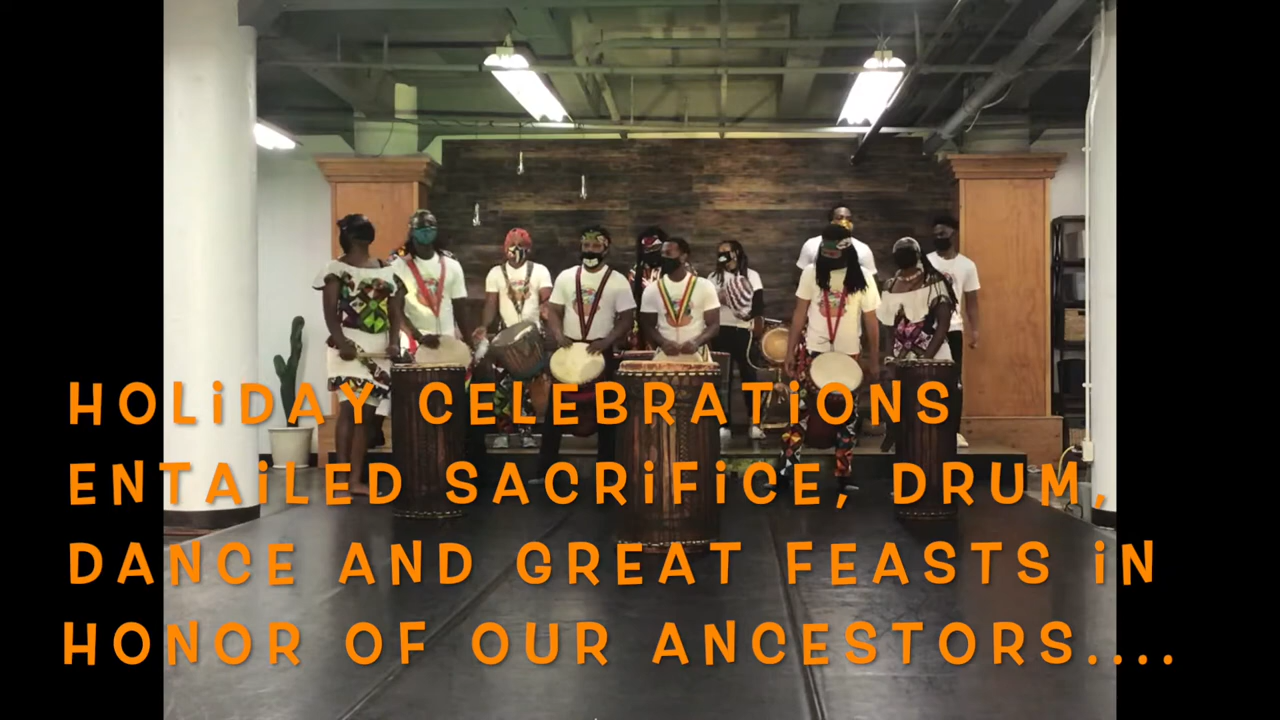 HOLiDAY CELEBRATiONS
ENTAiLED SACRiFiCE, DRUM,
DANCE AND GREAT FEASTS iN
HONOR OF OUR ANCESTORS....